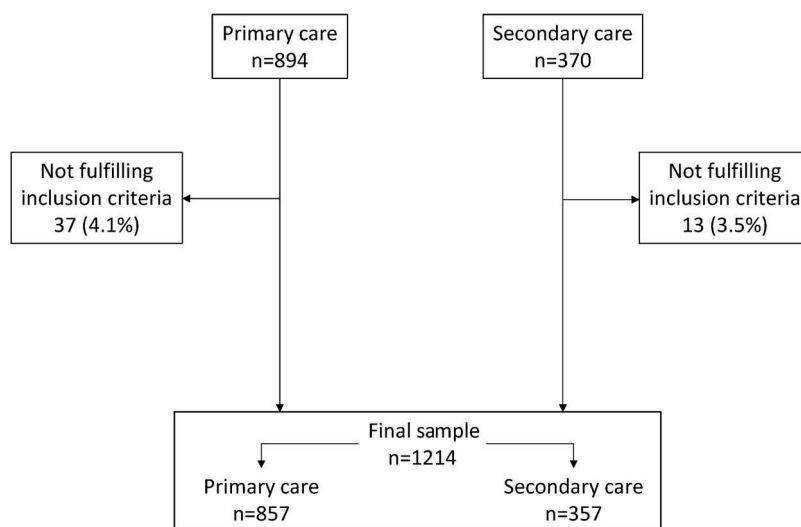 Primary care
n=894
Secondary care
n=370
Not fulfilling
inclusion criteria
37 (4.1%)
Not fulfilling
inclusion criteria
13 (3.5%)
Final sample
n=1214
Primary care
n=857
Secondary care
n=357